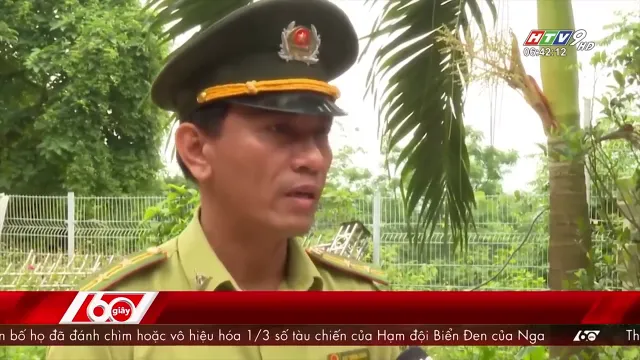 HTV9 HD
06:42:12
60 giây
n bố họ đã đánh chìm hoặc vô hiệu hóa 1/3 số tàu chiến của Hạm đội Biển Đen của Nga 60 Th